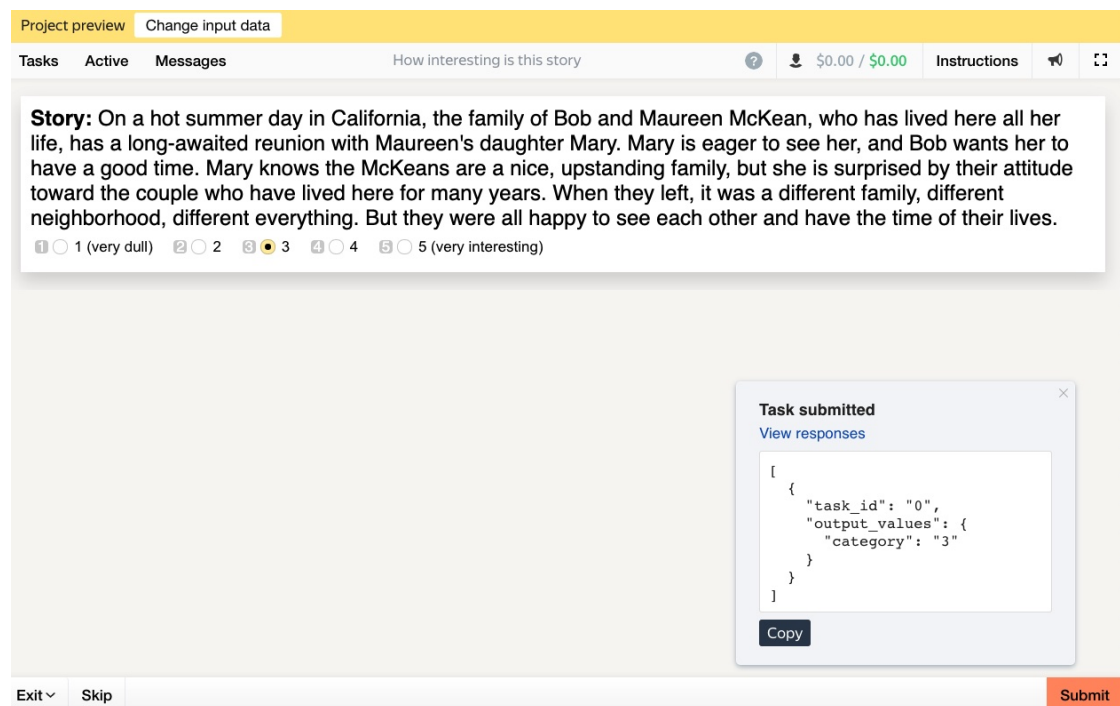 Project preview Change input data
Tasks Active Messages How interesting is this story ? $0.00 / $0.00 Instructions
Story: On a hot summer day in California, the family of Bob and Maureen McKean, who has lived here all her
life, has a long-awaited reunion with Maureen's daughter Mary. Mary is eager to see her, and Bob wants her to
have a good time. Mary knows the McKeans are a nice, upstanding family, but she is surprised by their attitude
toward the couple who have lived here for many years. When they left, it was a different family, different
neighborhood, different everything. But they were all happy to see each other and have the time of their lives.
1 1 (very dull) 2 2 3 3 4 4 5 5 (very interesting)
Task submitted
View responses
[
{
"task_id": "0",
"output_values": {
"category": "3"
}
}
]
Copy
Exit Skip Submit